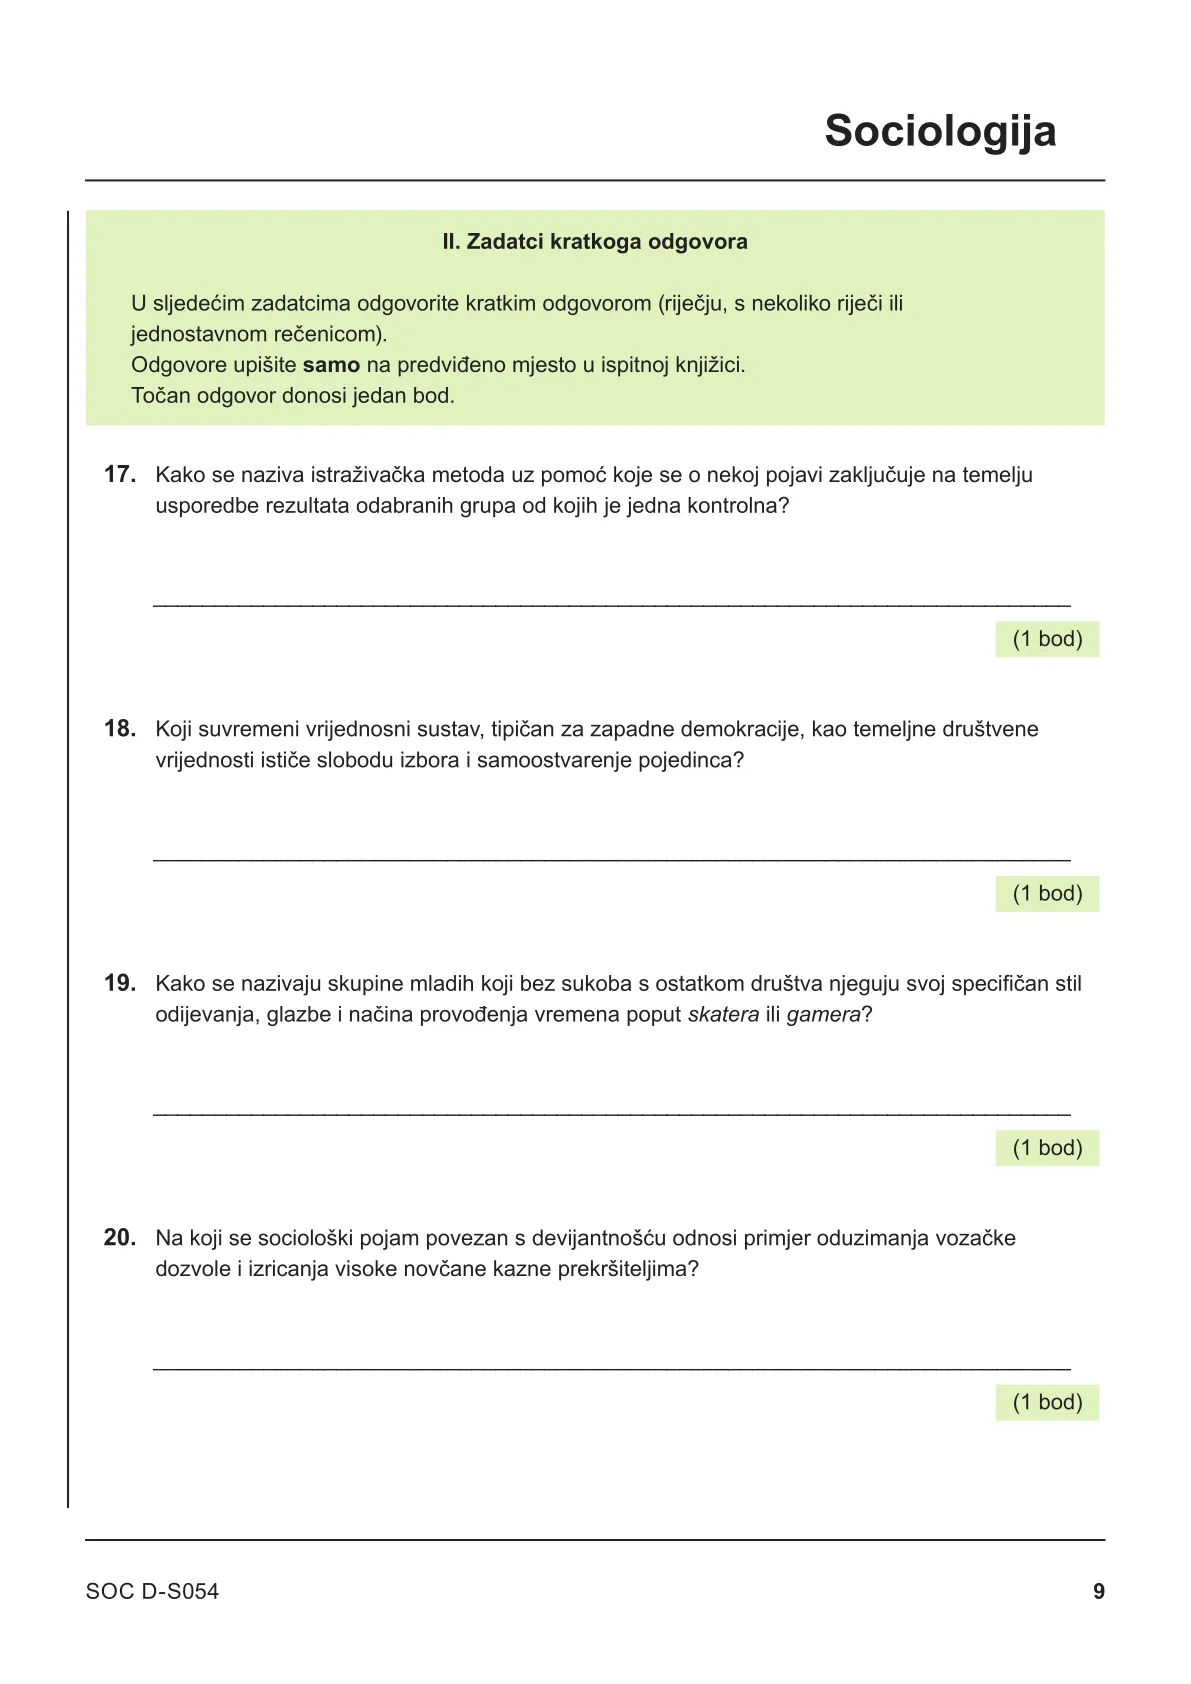 Sociologija
II. Zadatci kratkoga odgovora
U sljedećim zadatcima odgovorite kratkim odgovorom (riječju, s nekoliko riječi ili
jednostavnom rečenicom).
Odgovore upišite samo na predviđeno mjesto u ispitnoj knjižici.
Točan odgovor donosi jedan bod.
17. Kako se naziva istraživačka metoda uz pomoć koje se o nekoj pojavi zaključuje na temelju
usporedbe rezultata odabranih grupa od kojih je jedna kontrolna?
(1 bod)
18. Koji suvremeni vrijednosni sustav, tipičan za zapadne demokracije, kao temeljne društvene
vrijednosti ističe slobodu izbora i samoostvarenje pojedinca?
(1 bod)
19. Kako se nazivaju skupine mladih koji bez sukoba s ostatkom društva njeguju svoj specifičan stil
odijevanja, glazbe i načina provođenja vremena poput skatera ili gamera?
(1 bod)
20. Na koji se sociološki pojam povezan s devijantnošću odnosi primjer oduzimanja vozačke
dozvole i izricanja visoke novčane kazne prekršiteljima?
(1 bod)
SOC D-S054
9